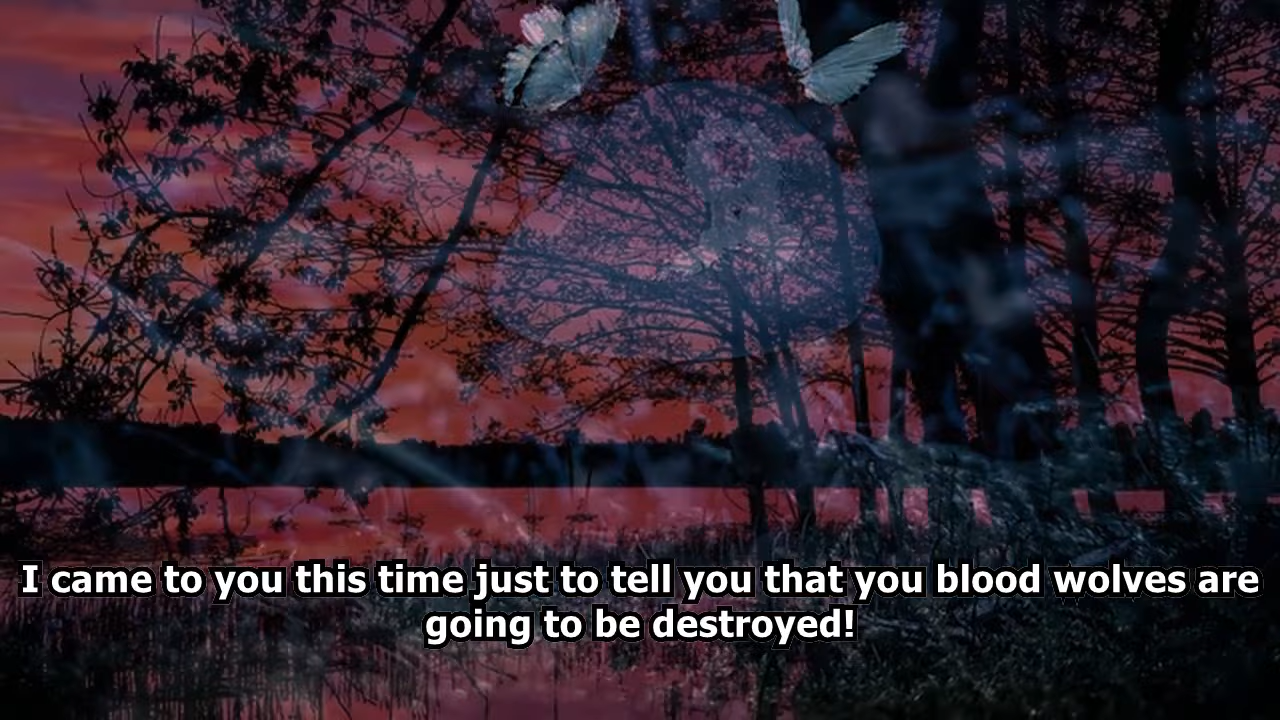 I came to you this time just to tell you that you blood wolves are
going to be destroyed!